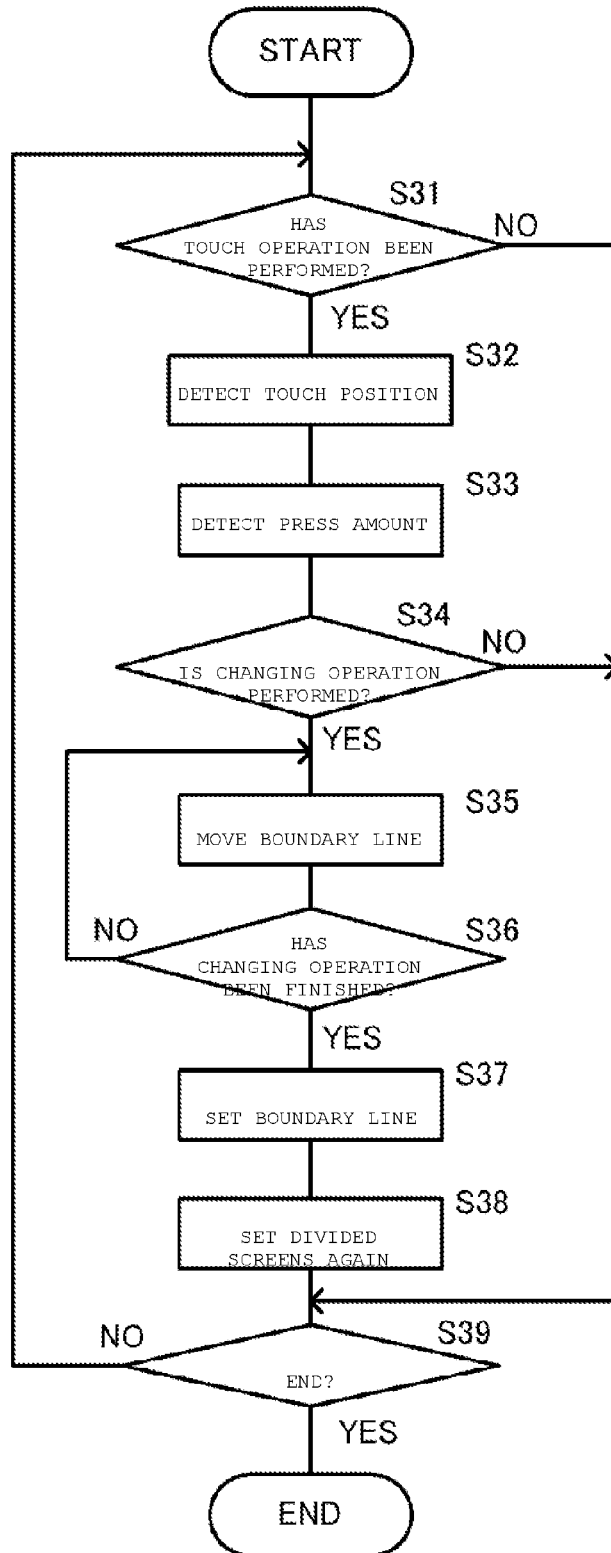 START
S31
HAS
TOUCH OPERATION BEEN
PERFORMED?
NO
YES
S32
DETECT TOUCH POSITION
S33
DETECT PRESS AMOUNT
S34
NO
IS CHANGING OPERATION
PERFORMED?
YES
S35
MOVE BOUNDARY LINE
NO
S36
HAS
CHANGING OPERATION
BEEN FINISHED?
YES
S37
SET BOUNDARY LINE
S38
SET DIVIDED
SCREENS AGAIN
NO
S39
END?
YES
END